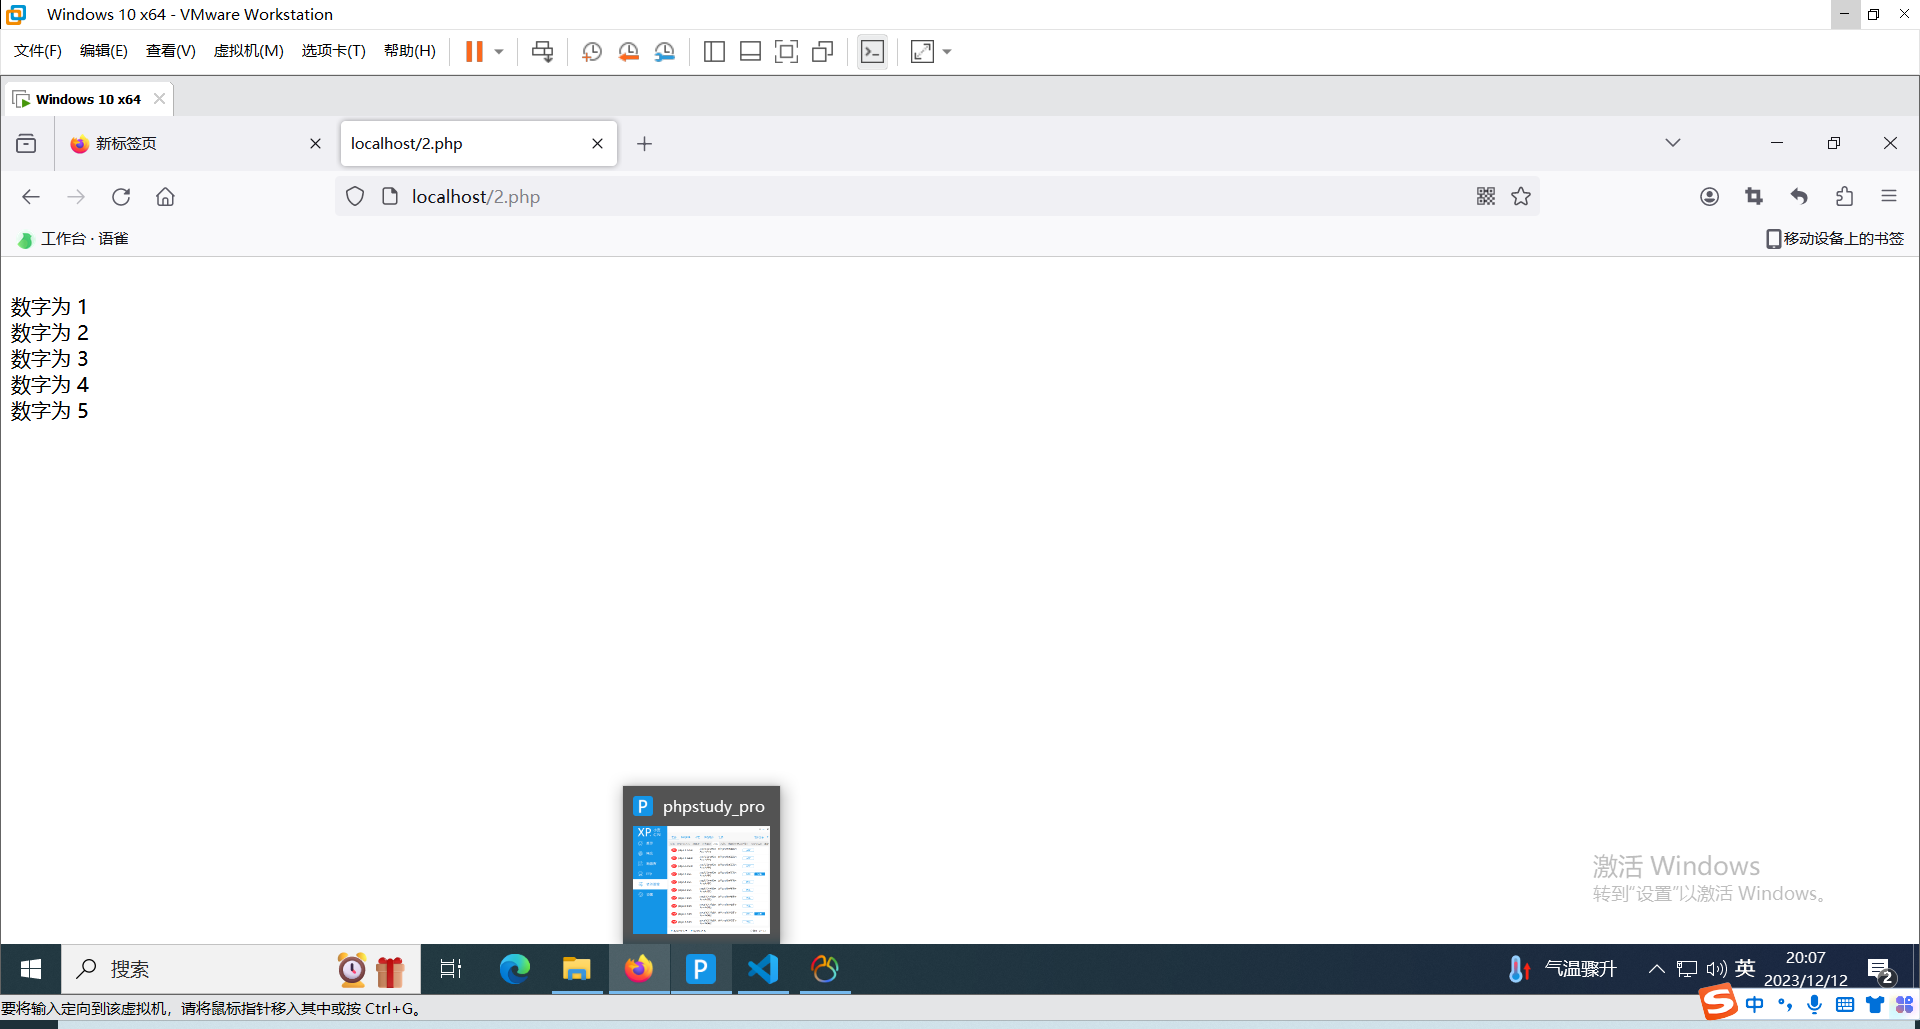 Windows 10 x64 - VMware Workstation
文件(F) 编辑(E) 查看(V) 虚拟机(M) 选项卡(T) 帮助(H)
Windows 10 x64
新标签页 localhost/2.php
localhost/2.php
工作台 · 语雀 移动设备上的书签
数字为 1
数字为 2
数字为 3
数字为 4
数字为 5
P phpstudy_pro
XP
激活 Windows
转到“设置”以激活 Windows。
搜索 P 气温骤升 英 20:07
2023/12/12 2
要将输入定向到该虚拟机，请将鼠标指针移入其中或按 Ctrl+G。
S 中